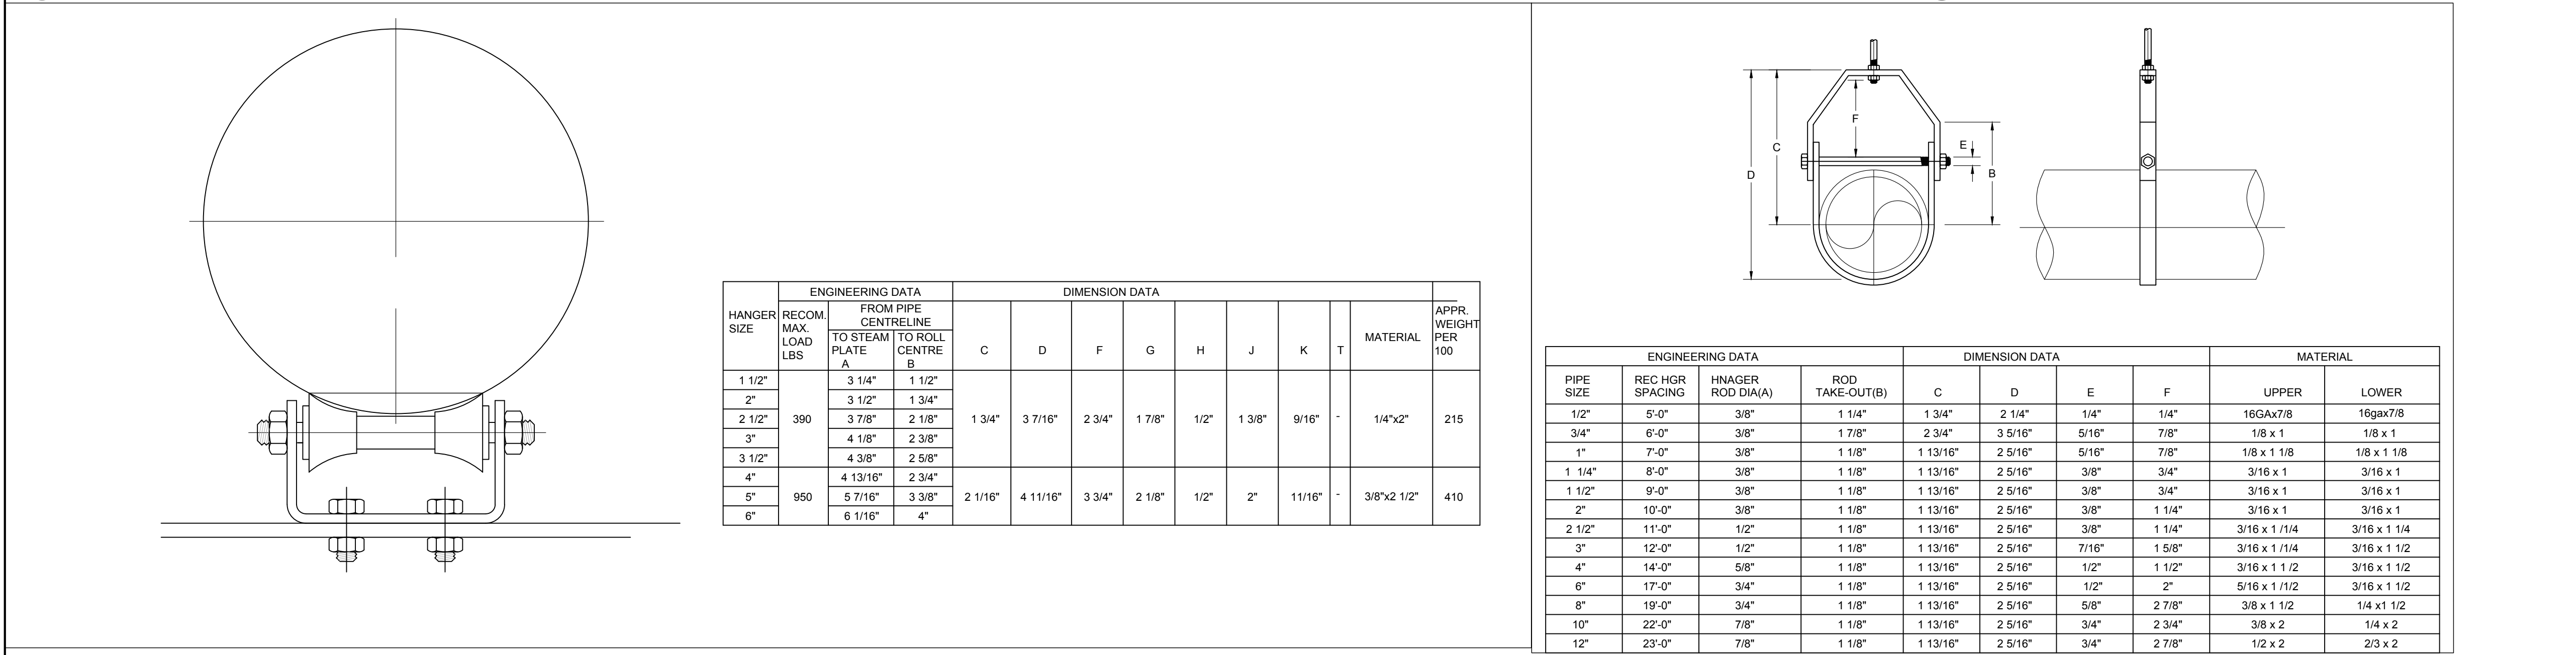 ENGINEERING DATA DIMENSION DATA
HANGER SIZE RECOM. MAX. LOAD LBS FROM PIPE CENTRELINE TO STEAM PLATE A TO ROLL CENTRE B C D F G H J K T MATERIAL APPR. WEIGHT PER 100
1 1/2" 3 1/4" 1 1/2"
2" 3 1/2" 1 3/4"
2 1/2" 390 3 7/8" 2 1/8" 1 3/4" 3 7/16" 2 3/4" 1 7/8" 1/2" 1 3/8" 9/16" - 1/4"x2" 215
3" 4 1/8" 2 3/8"
3 1/2" 4 3/8" 2 5/8"
4" 4 13/16" 2 3/4"
5" 950 5 7/16" 3 3/8" 2 1/16" 4 11/16" 3 3/4" 2 1/8" 1/2" 2" 11/16" - 3/8"x2 1/2" 410
6" 6 1/16" 4"
F
E
C
D
B
ENGINEERING DATA DIMENSION DATA MATERIAL
PIPE SIZE REC HGR SPACING HNAGER ROD DIA(A) ROD TAKE-OUT(B) C D E F UPPER LOWER
1/2" 5'-0" 3/8" 1 1/4" 1 3/4" 2 1/4" 1/4" 1/4" 16GAx7/8 16gax7/8
3/4" 6'-0" 3/8" 1 7/8" 2 3/4" 3 5/16" 5/16" 7/8" 1/8 x 1 1/8 x 1
1" 7'-0" 3/8" 1 1/8" 1 13/16" 2 5/16" 5/16" 7/8" 1/8 x 1 1/8 1/8 x 1 1/8
1 1/4" 8'-0" 3/8" 1 1/8" 1 13/16" 2 5/16" 3/8" 3/4" 3/16 x 1 3/16 x 1
1 1/2" 9'-0" 3/8" 1 1/8" 1 13/16" 2 5/16" 3/8" 3/4" 3/16 x 1 3/16 x 1
2" 10'-0" 3/8" 1 1/8" 1 13/16" 2 5/16" 3/8" 1 1/4" 3/16 x 1 3/16 x 1
2 1/2" 11'-0" 1/2" 1 1/8" 1 13/16" 2 5/16" 3/8" 1 1/4" 3/16 x 1 /1/4 3/16 x 1 1/4
3" 12'-0" 1/2" 1 1/8" 1 13/16" 2 5/16" 7/16" 1 5/8" 3/16 x 1 /1/4 3/16 x 1 1/2
4" 14'-0" 5/8" 1 1/8" 1 13/16" 2 5/16" 1/2" 1 1/2" 3/16 x 1 1 /2 3/16 x 1 1/2
6" 17'-0" 3/4" 1 1/8" 1 13/16" 2 5/16" 1/2" 2" 5/16 x 1 /1/2 3/16 x 1 1/2
8" 19'-0" 3/4" 1 1/8" 1 13/16" 2 5/16" 5/8" 2 7/8" 3/8 x 1 1/2 1/4 x1 1/2
10" 22'-0" 7/8" 1 1/8" 1 13/16" 2 5/16" 3/4" 2 3/4" 3/8 x 2 1/4 x 2
12" 23'-0" 7/8" 1 1/8" 1 13/16" 2 5/16" 3/4" 2 7/8" 1/2 x 2 2/3 x 2